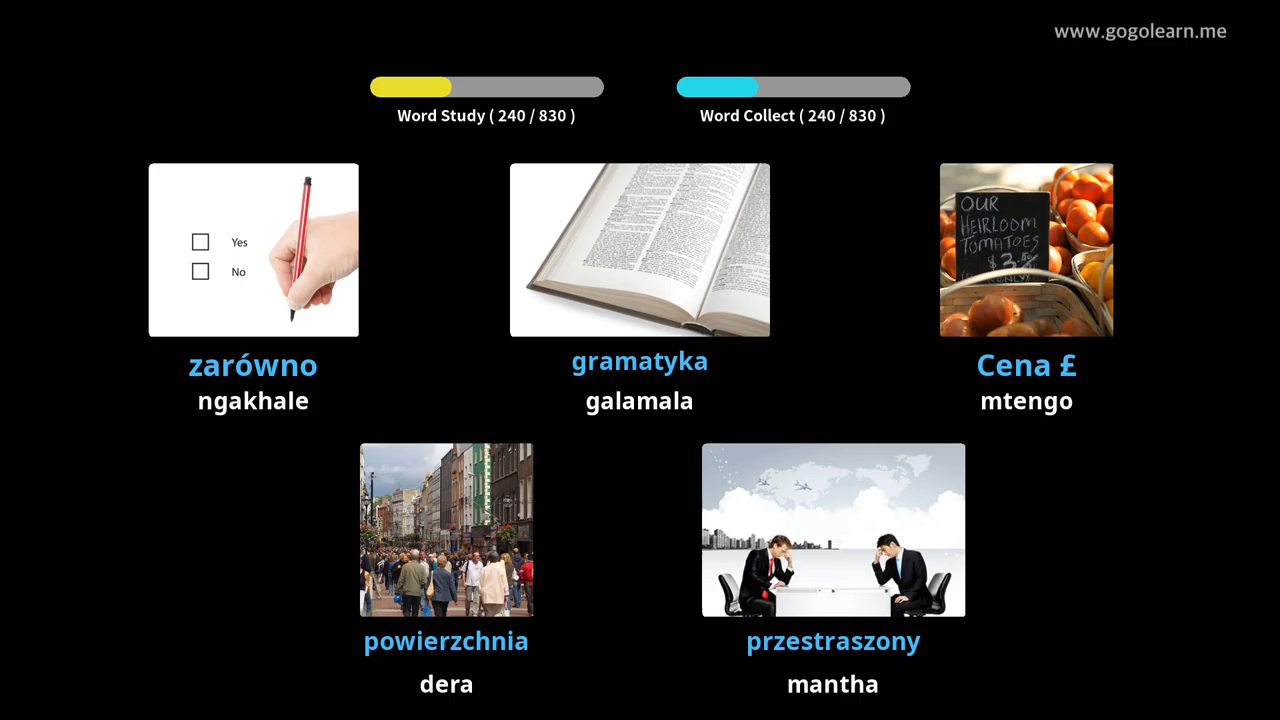 www.gogolearn.me
Word Study ( 240 / 830 )
Word Collect ( 240 / 830 )
Yes
No
OUR
HEIRLOOM
TOMATOES
zarówno
ngakhale
gramatyka
galamala
Cena £
mtengo
powierzchnia
dera
przestraszony
mantha